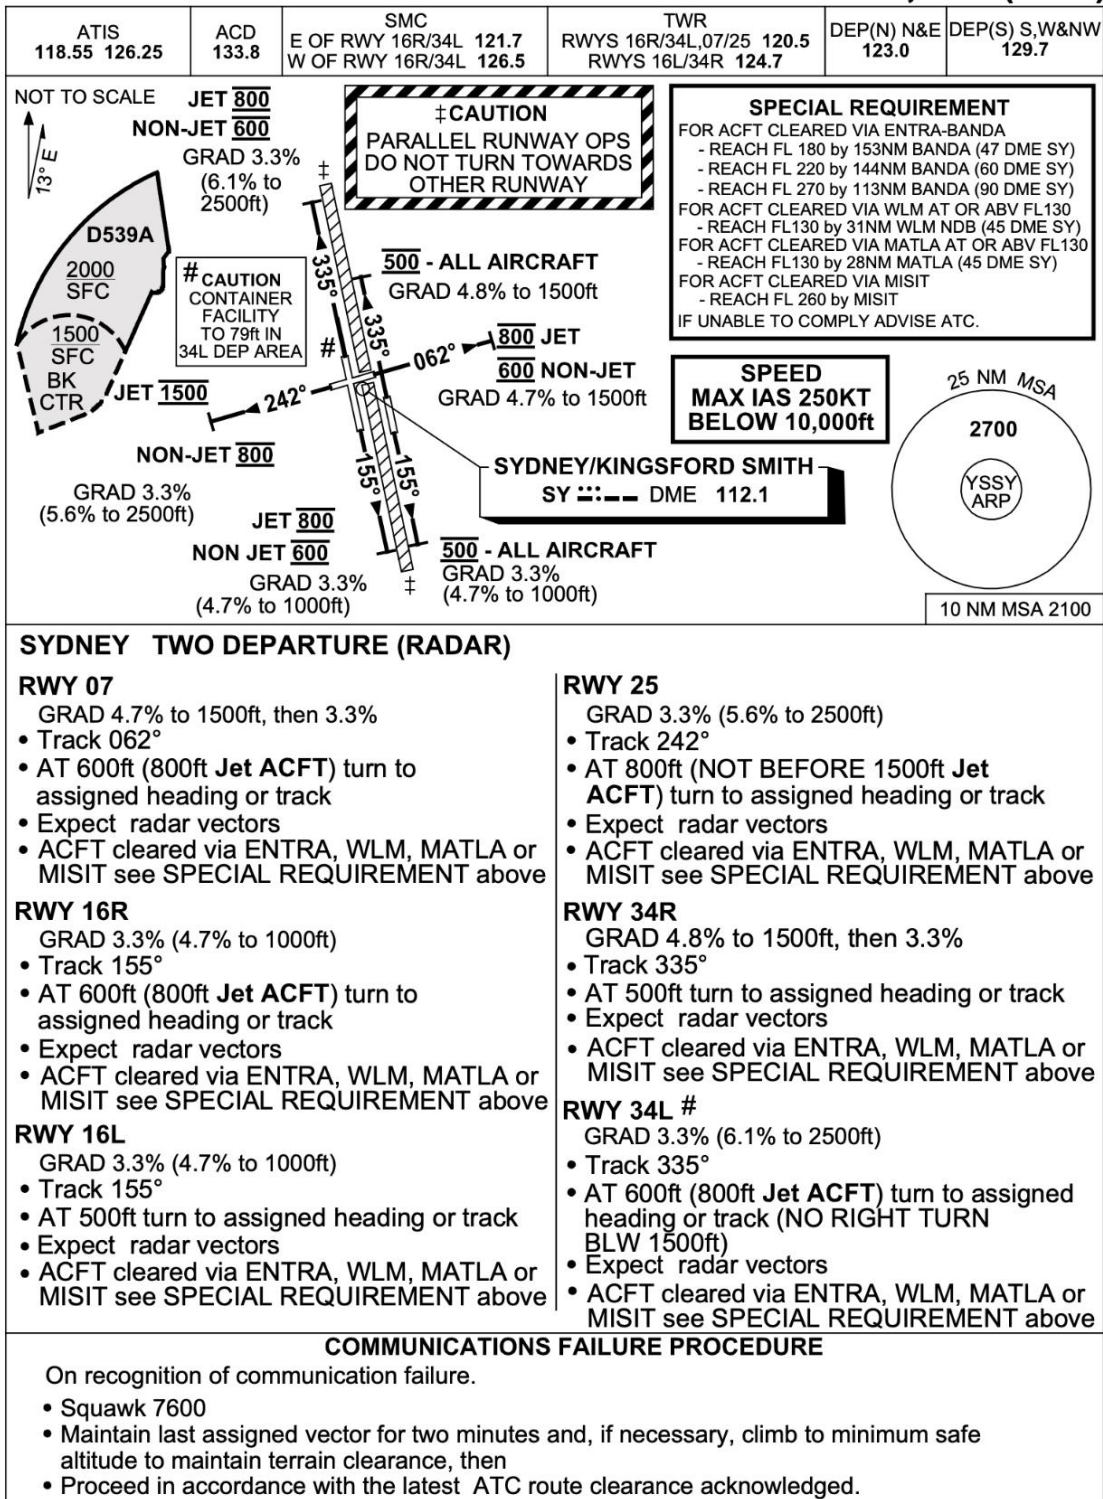 ATIS
118.55 126.25
ACD
133.8
SMC
E OF RWY 16R/34L 121.7
W OF RWY 16R/34L 126.5
TWR
RWYS 16R/34L,07/25 120.5
RWYS 16L/34R 124.7
DEP(N) N&E
123.0
DEP(S) S,W&NW
129.7
NOT TO SCALE
13° E
JET 800
NON-JET 600
GRAD 3.3%
(6.1% to
2500ft)
‡
‡CAUTION
PARALLEL RUNWAY OPS
DO NOT TURN TOWARDS
OTHER RUNWAY
SPECIAL REQUIREMENT
FOR ACFT CLEARED VIA ENTRA-BANDA
- REACH FL 180 by 153NM BANDA (47 DME SY)
- REACH FL 220 by 144NM BANDA (60 DME SY)
- REACH FL 270 by 113NM BANDA (90 DME SY)
FOR ACFT CLEARED VIA WLM AT OR ABV FL130
- REACH FL130 by 31NM WLM NDB (45 DME SY)
FOR ACFT CLEARED VIA MATLA AT OR ABV FL130
- REACH FL130 by 28NM MATLA (45 DME SY)
FOR ACFT CLEARED VIA MISIT
- REACH FL 260 by MISIT
IF UNABLE TO COMPLY ADVISE ATC.
D539A
2000
SFC
1500
SFC
BK
CTR
# CAUTION
CONTAINER
FACILITY
TO 79ft IN
34L DEP AREA
#
335°
335°
500 - ALL AIRCRAFT
GRAD 4.8% to 1500ft
062°
800 JET
600 NON-JET
GRAD 4.7% to 1500ft
JET 1500
242°
NON-JET 800
GRAD 3.3%
(5.6% to 2500ft)
155°
155°
SPEED
MAX IAS 250KT
BELOW 10,000ft
25 NM MSA
2700
YSSY
ARP
10 NM MSA 2100
SYDNEY/KINGSFORD SMITH
SY DME 112.1
JET 800
NON JET 600
GRAD 3.3%
(4.7% to 1000ft)
500 - ALL AIRCRAFT
GRAD 3.3%
(4.7% to 1000ft)
‡
SYDNEY TWO DEPARTURE (RADAR)
RWY 07
GRAD 4.7% to 1500ft, then 3.3%
• Track 062°
• AT 600ft (800ft Jet ACFT) turn to
assigned heading or track
• Expect radar vectors
• ACFT cleared via ENTRA, WLM, MATLA or
MISIT see SPECIAL REQUIREMENT above
RWY 16R
GRAD 3.3% (4.7% to 1000ft)
• Track 155°
• AT 600ft (800ft Jet ACFT) turn to
assigned heading or track
• Expect radar vectors
• ACFT cleared via ENTRA, WLM, MATLA or
MISIT see SPECIAL REQUIREMENT above
RWY 16L
GRAD 3.3% (4.7% to 1000ft)
• Track 155°
• AT 500ft turn to assigned heading or track
• Expect radar vectors
• ACFT cleared via ENTRA, WLM, MATLA or
MISIT see SPECIAL REQUIREMENT above
RWY 25
GRAD 3.3% (5.6% to 2500ft)
• Track 242°
• AT 800ft (NOT BEFORE 1500ft Jet
ACFT) turn to assigned heading or track
• Expect radar vectors
• ACFT cleared via ENTRA, WLM, MATLA or
MISIT see SPECIAL REQUIREMENT above
RWY 34R
GRAD 4.8% to 1500ft, then 3.3%
• Track 335°
• AT 500ft turn to assigned heading or track
• Expect radar vectors
• ACFT cleared via ENTRA, WLM, MATLA or
MISIT see SPECIAL REQUIREMENT above
RWY 34L #
GRAD 3.3% (6.1% to 2500ft)
• Track 335°
• AT 600ft (800ft Jet ACFT) turn to assigned
heading or track (NO RIGHT TURN
BLW 1500ft)
• Expect radar vectors
• ACFT cleared via ENTRA, WLM, MATLA or
MISIT see SPECIAL REQUIREMENT above
COMMUNICATIONS FAILURE PROCEDURE
On recognition of communication failure.
• Squawk 7600
• Maintain last assigned vector for two minutes and, if necessary, climb to minimum safe
altitude to maintain terrain clearance, then
• Proceed in accordance with the latest ATC route clearance acknowledged.